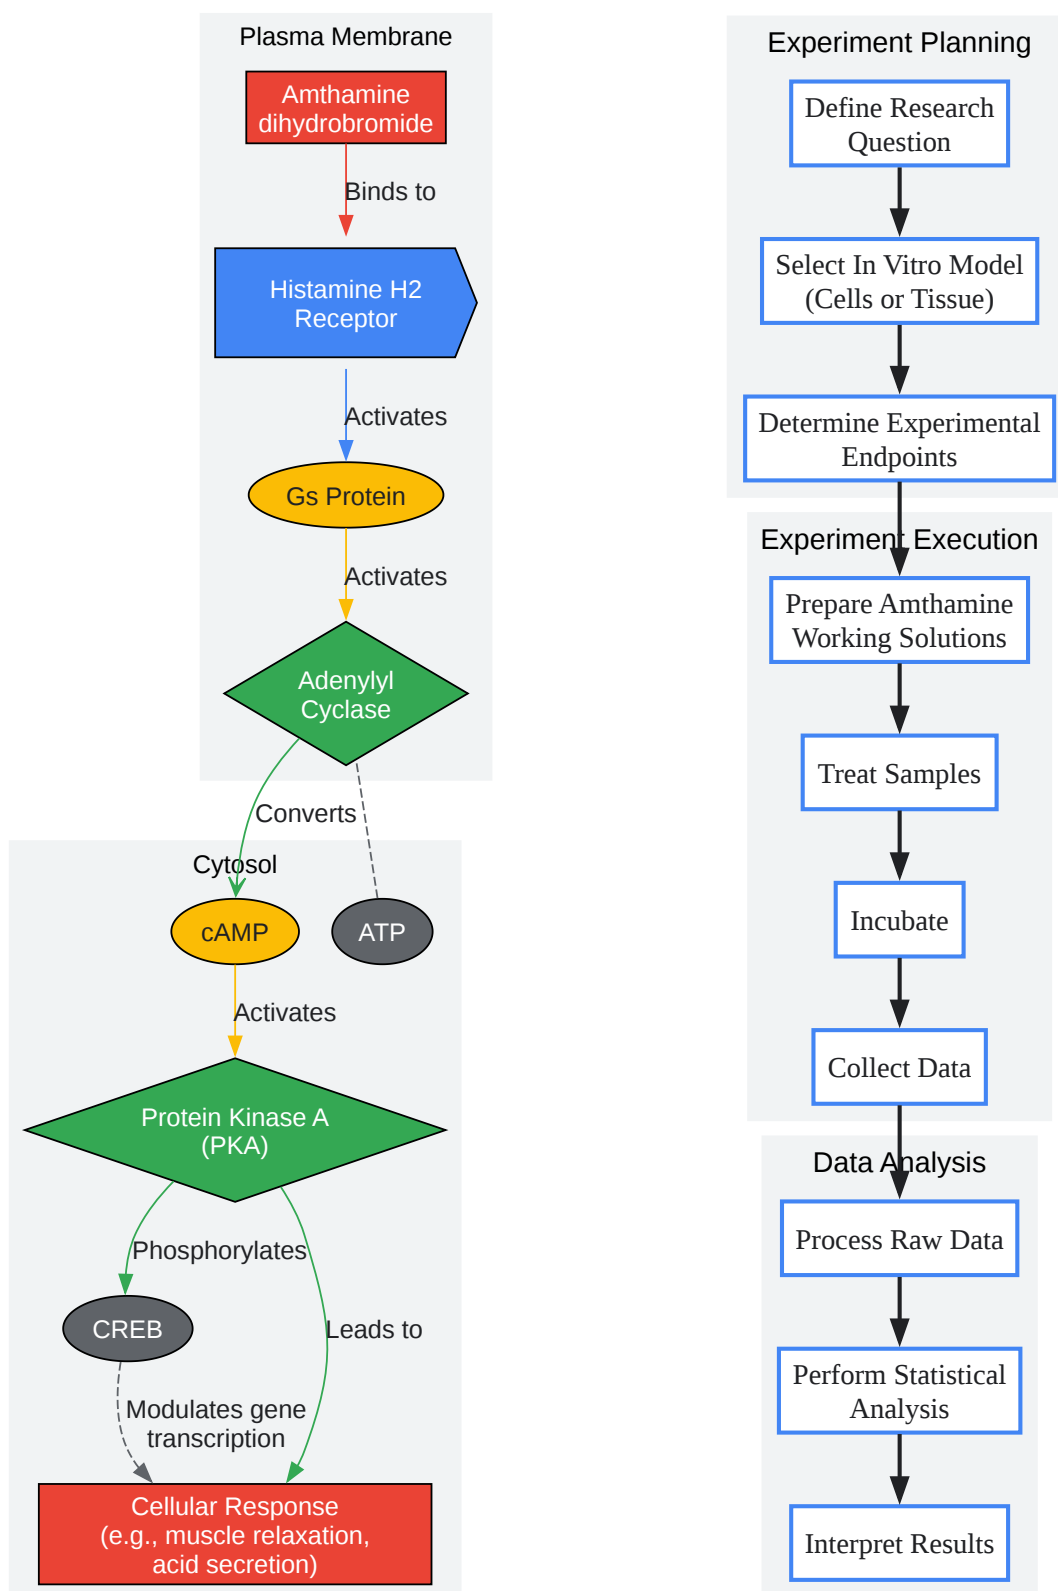 Plasma Membrane
Amthamine
dihydrobromide
Binds to
Histamine H2
Receptor
Activates
Gs Protein
Activates
Adenylyl
Cyclase
Converts
Cytosol
cAMP
ATP
Activates
Protein Kinase A
(PKA)
Phosphorylates
CREB
Leads to
Modulates gene
transcription
Cellular Response
(e.g., muscle relaxation,
acid secretion)
Experiment Planning
Define Research
Question
Select In Vitro Model
(Cells or Tissue)
Determine Experimental
Endpoints
Experiment Execution
Prepare Amthamine
Working Solutions
Treat Samples
Incubate
Collect Data
Data Analysis
Process Raw Data
Perform Statistical
Analysis
Interpret Results